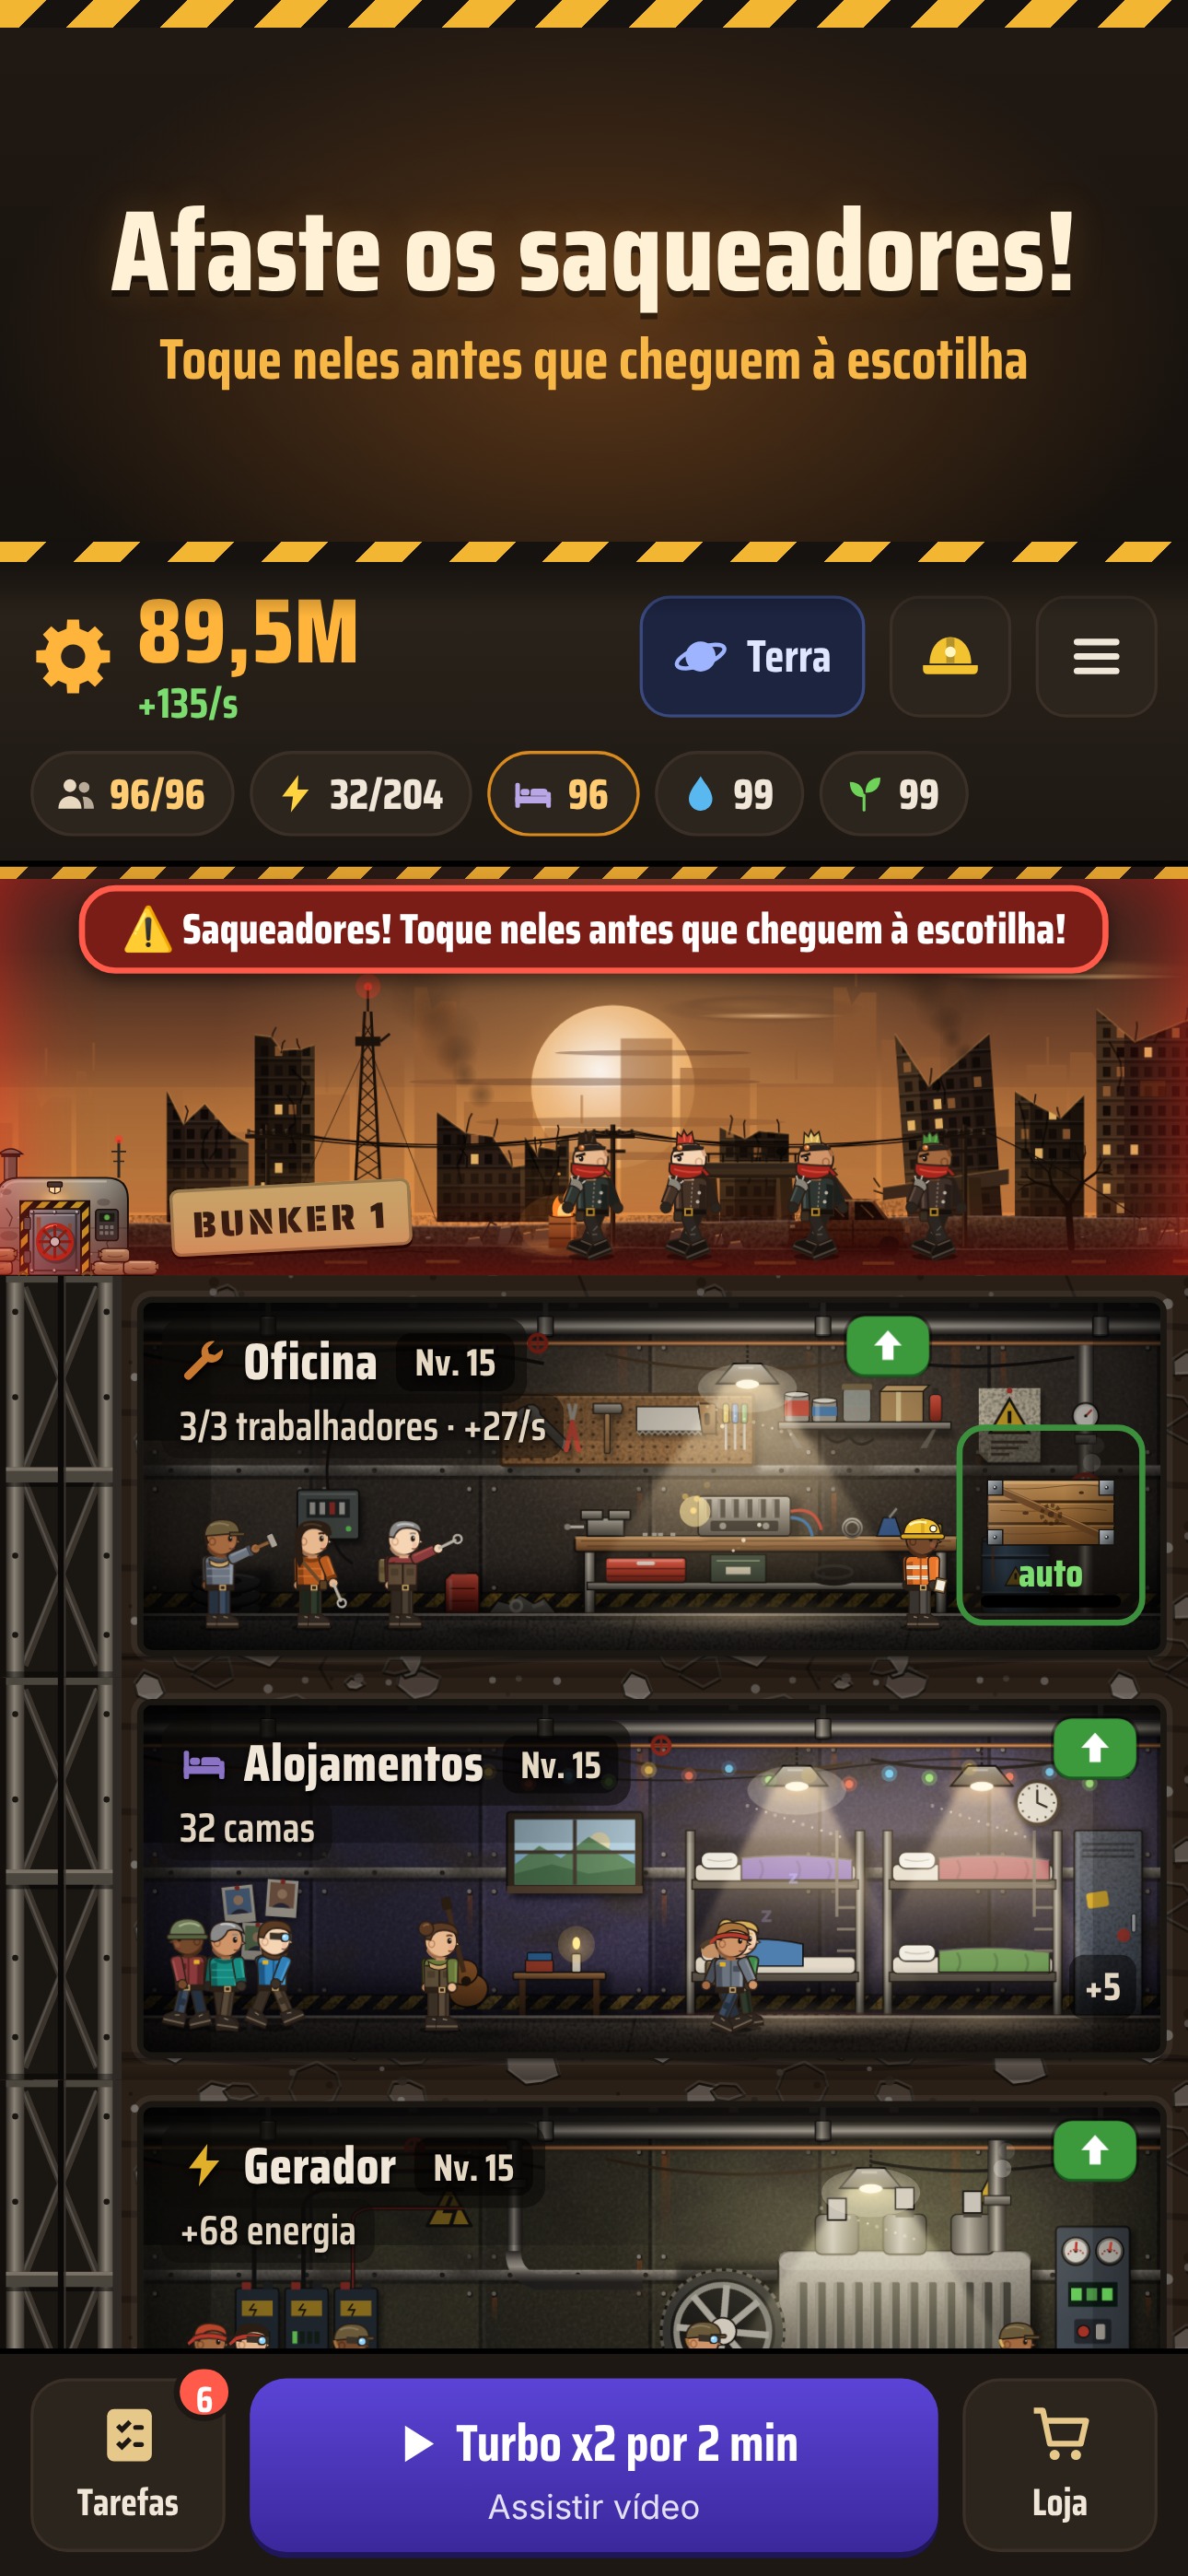 Afaste os saqueadores!
Toque neles antes que cheguem à escotilha
89,5M
+135/s
Terra
96/96
32/204
96
99
99
⚠️ Saqueadores! Toque neles antes que cheguem à escotilha!
BUNKER 1
Oficina Nv. 15
3/3 trabalhadores · +27/s
auto
Alojamentos Nv. 15
32 camas
z
z
+5
Gerador Nv. 15
+68 energia
6
Tarefas
Turbo x2 por 2 min
Assistir vídeo
Loja